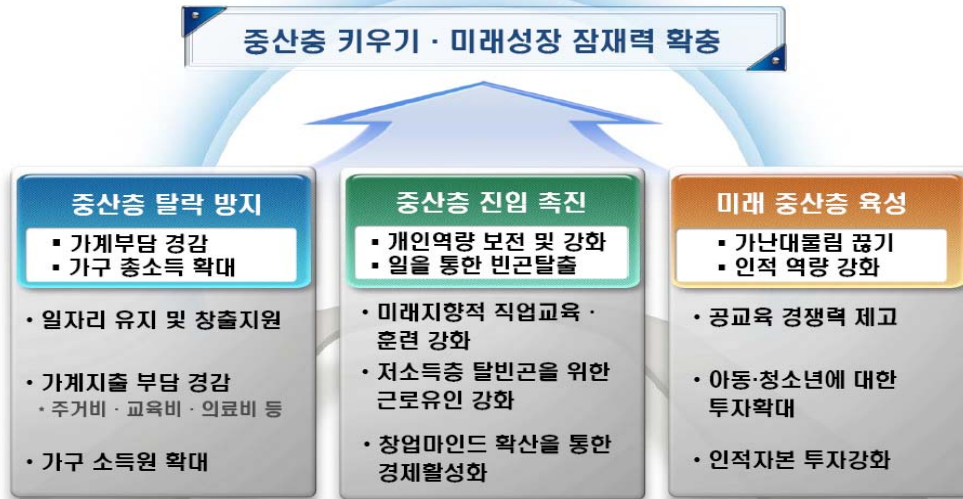 중산층 키우기 · 미래성장 잠재력 확충
중산층 탈락 방지
▪ 가계부담 경감
▪ 가구 총소득 확대
• 일자리 유지 및 창출지원
• 가계지출 부담 경감
• 주거비 · 교육비 · 의료비 등
• 가구 소득원 확대
중산층 진입 촉진
▪ 개인역량 보전 및 강화
▪ 일을 통한 빈곤탈출
• 미래지향적 직업교육 ·
훈련 강화
• 저소득층 탈빈곤을 위한
근로유인 강화
• 창업마인드 확산을 통한
경제활성화
미래 중산층 육성
▪ 가난대물림 끊기
▪ 인적 역량 강화
• 공교육 경쟁력 제고
• 아동·청소년에 대한
투자확대
• 인적자본 투자강화